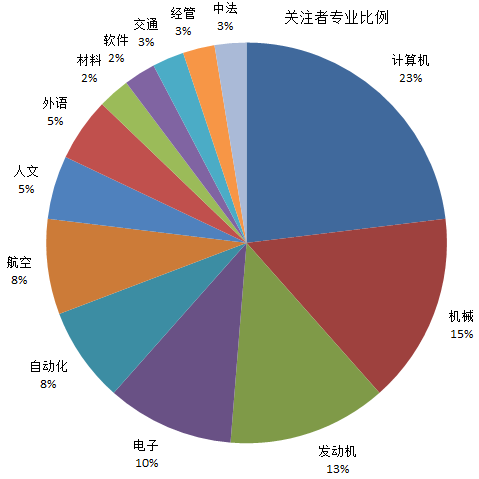 关注者专业比例
计算机
23%
机械
15%
发动机
13%
电子
10%
自动化
8%
航空
8%
人文
5%
外语
5%
材料
2%
软件
2%
交通
3%
经管
3%
中法
3%